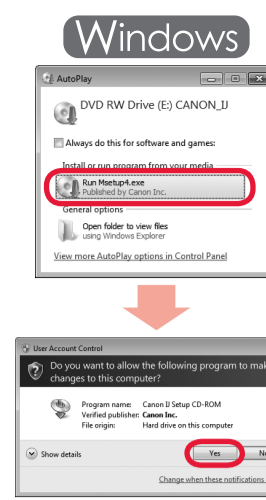 Windows
AutoPlay
DVD RW Drive (E:) CANON_IJ
Always do this for software and games:
Install or run program from your media
Run Msetup4.exe
Published by Canon Inc.
General options
Open folder to view files
using Windows Explorer
View more AutoPlay options in Control Panel
User Account Control
Do you want to allow the following program to mak
changes to this computer?
Program name: Canon IJ Setup CD-ROM
Verified publisher: Canon Inc.
File origin: Hard drive on this computer
Show details
Yes
N
Change when these notifications